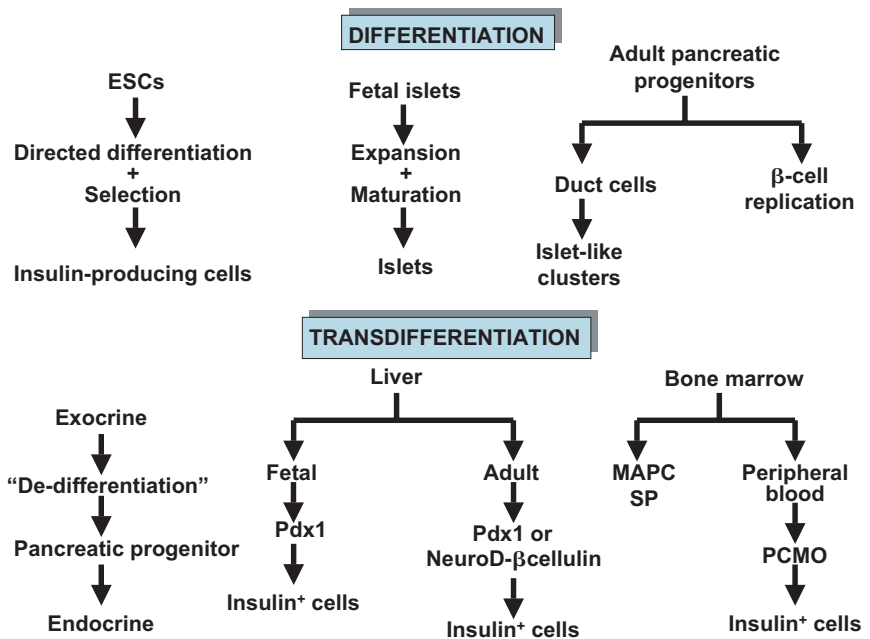 DIFFERENTIATION
ESCs
Directed differentiation
+
Selection
Insulin-producing cells
Fetal islets
Expansion
+
Maturation
Islets
Adult pancreatic
progenitors
Duct cells
Islet-like
clusters
β-cell
replication
TRANSDIFFERENTIATION
Exocrine
“De-differentiation”
Pancreatic progenitor
Endocrine
Liver
Fetal
Pdx1
Insulin⁺ cells
Adult
Pdx1 or
NeuroD-βcellulin
Insulin⁺ cells
Bone marrow
MAPC
SP
Peripheral
blood
PCMO
Insulin⁺ cells